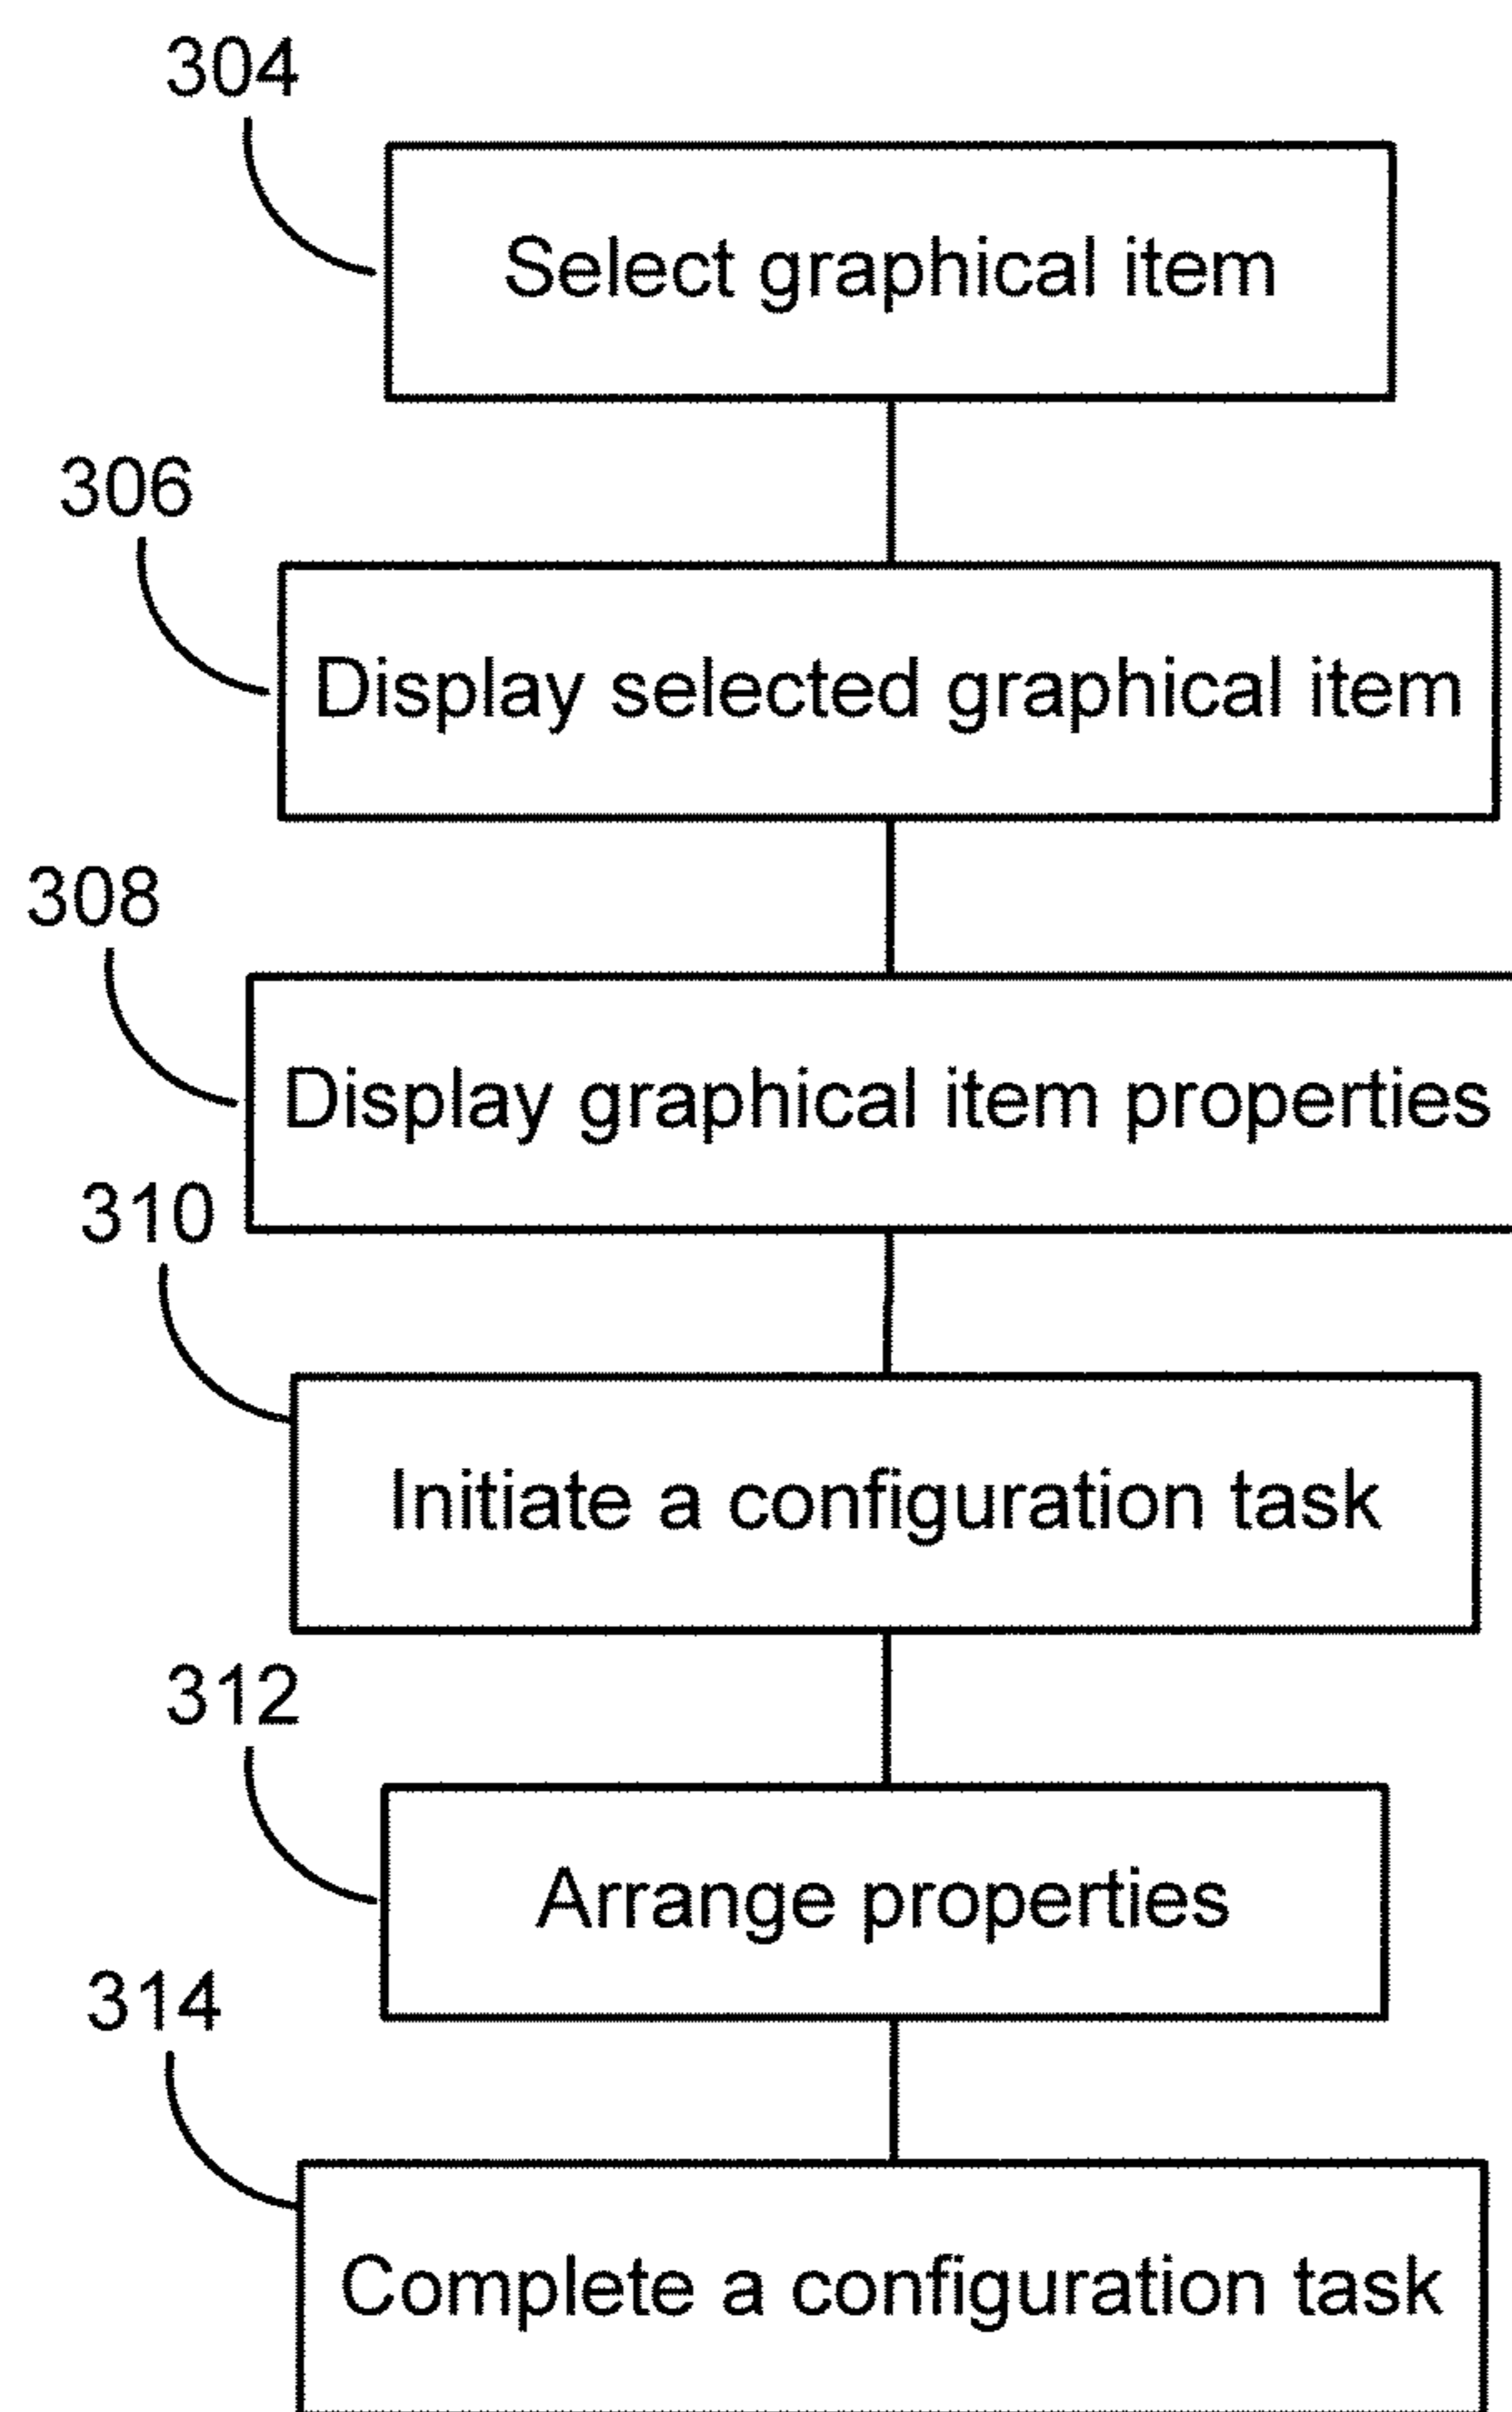 304
Select graphical item
306
Display selected graphical item
308
Display graphical item properties
310
Initiate a configuration task
312
Arrange properties
314
Complete a configuration task